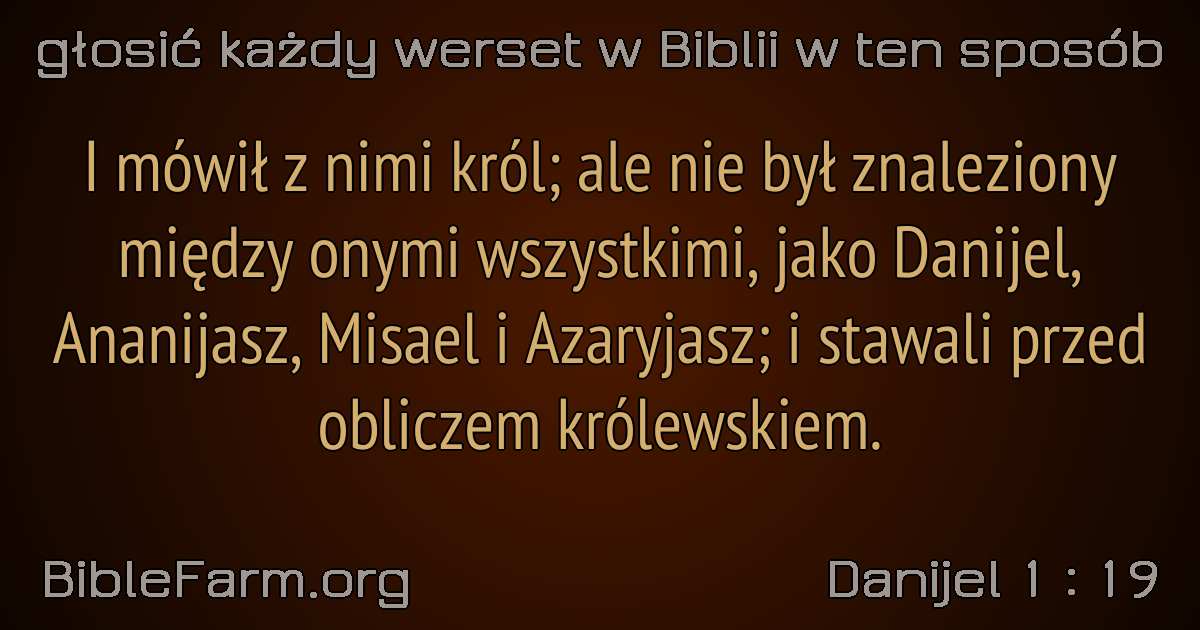 głosić każdy werset w Biblii w ten sposób
I mówił z nimi król; ale nie był znaleziony
między onymi wszystkimi, jako Danijel,
Ananijasz, Misael i Azaryjasz; i stawali przed
obliczem królewskiem.
BibleFarm.org
Danijel 1 : 19